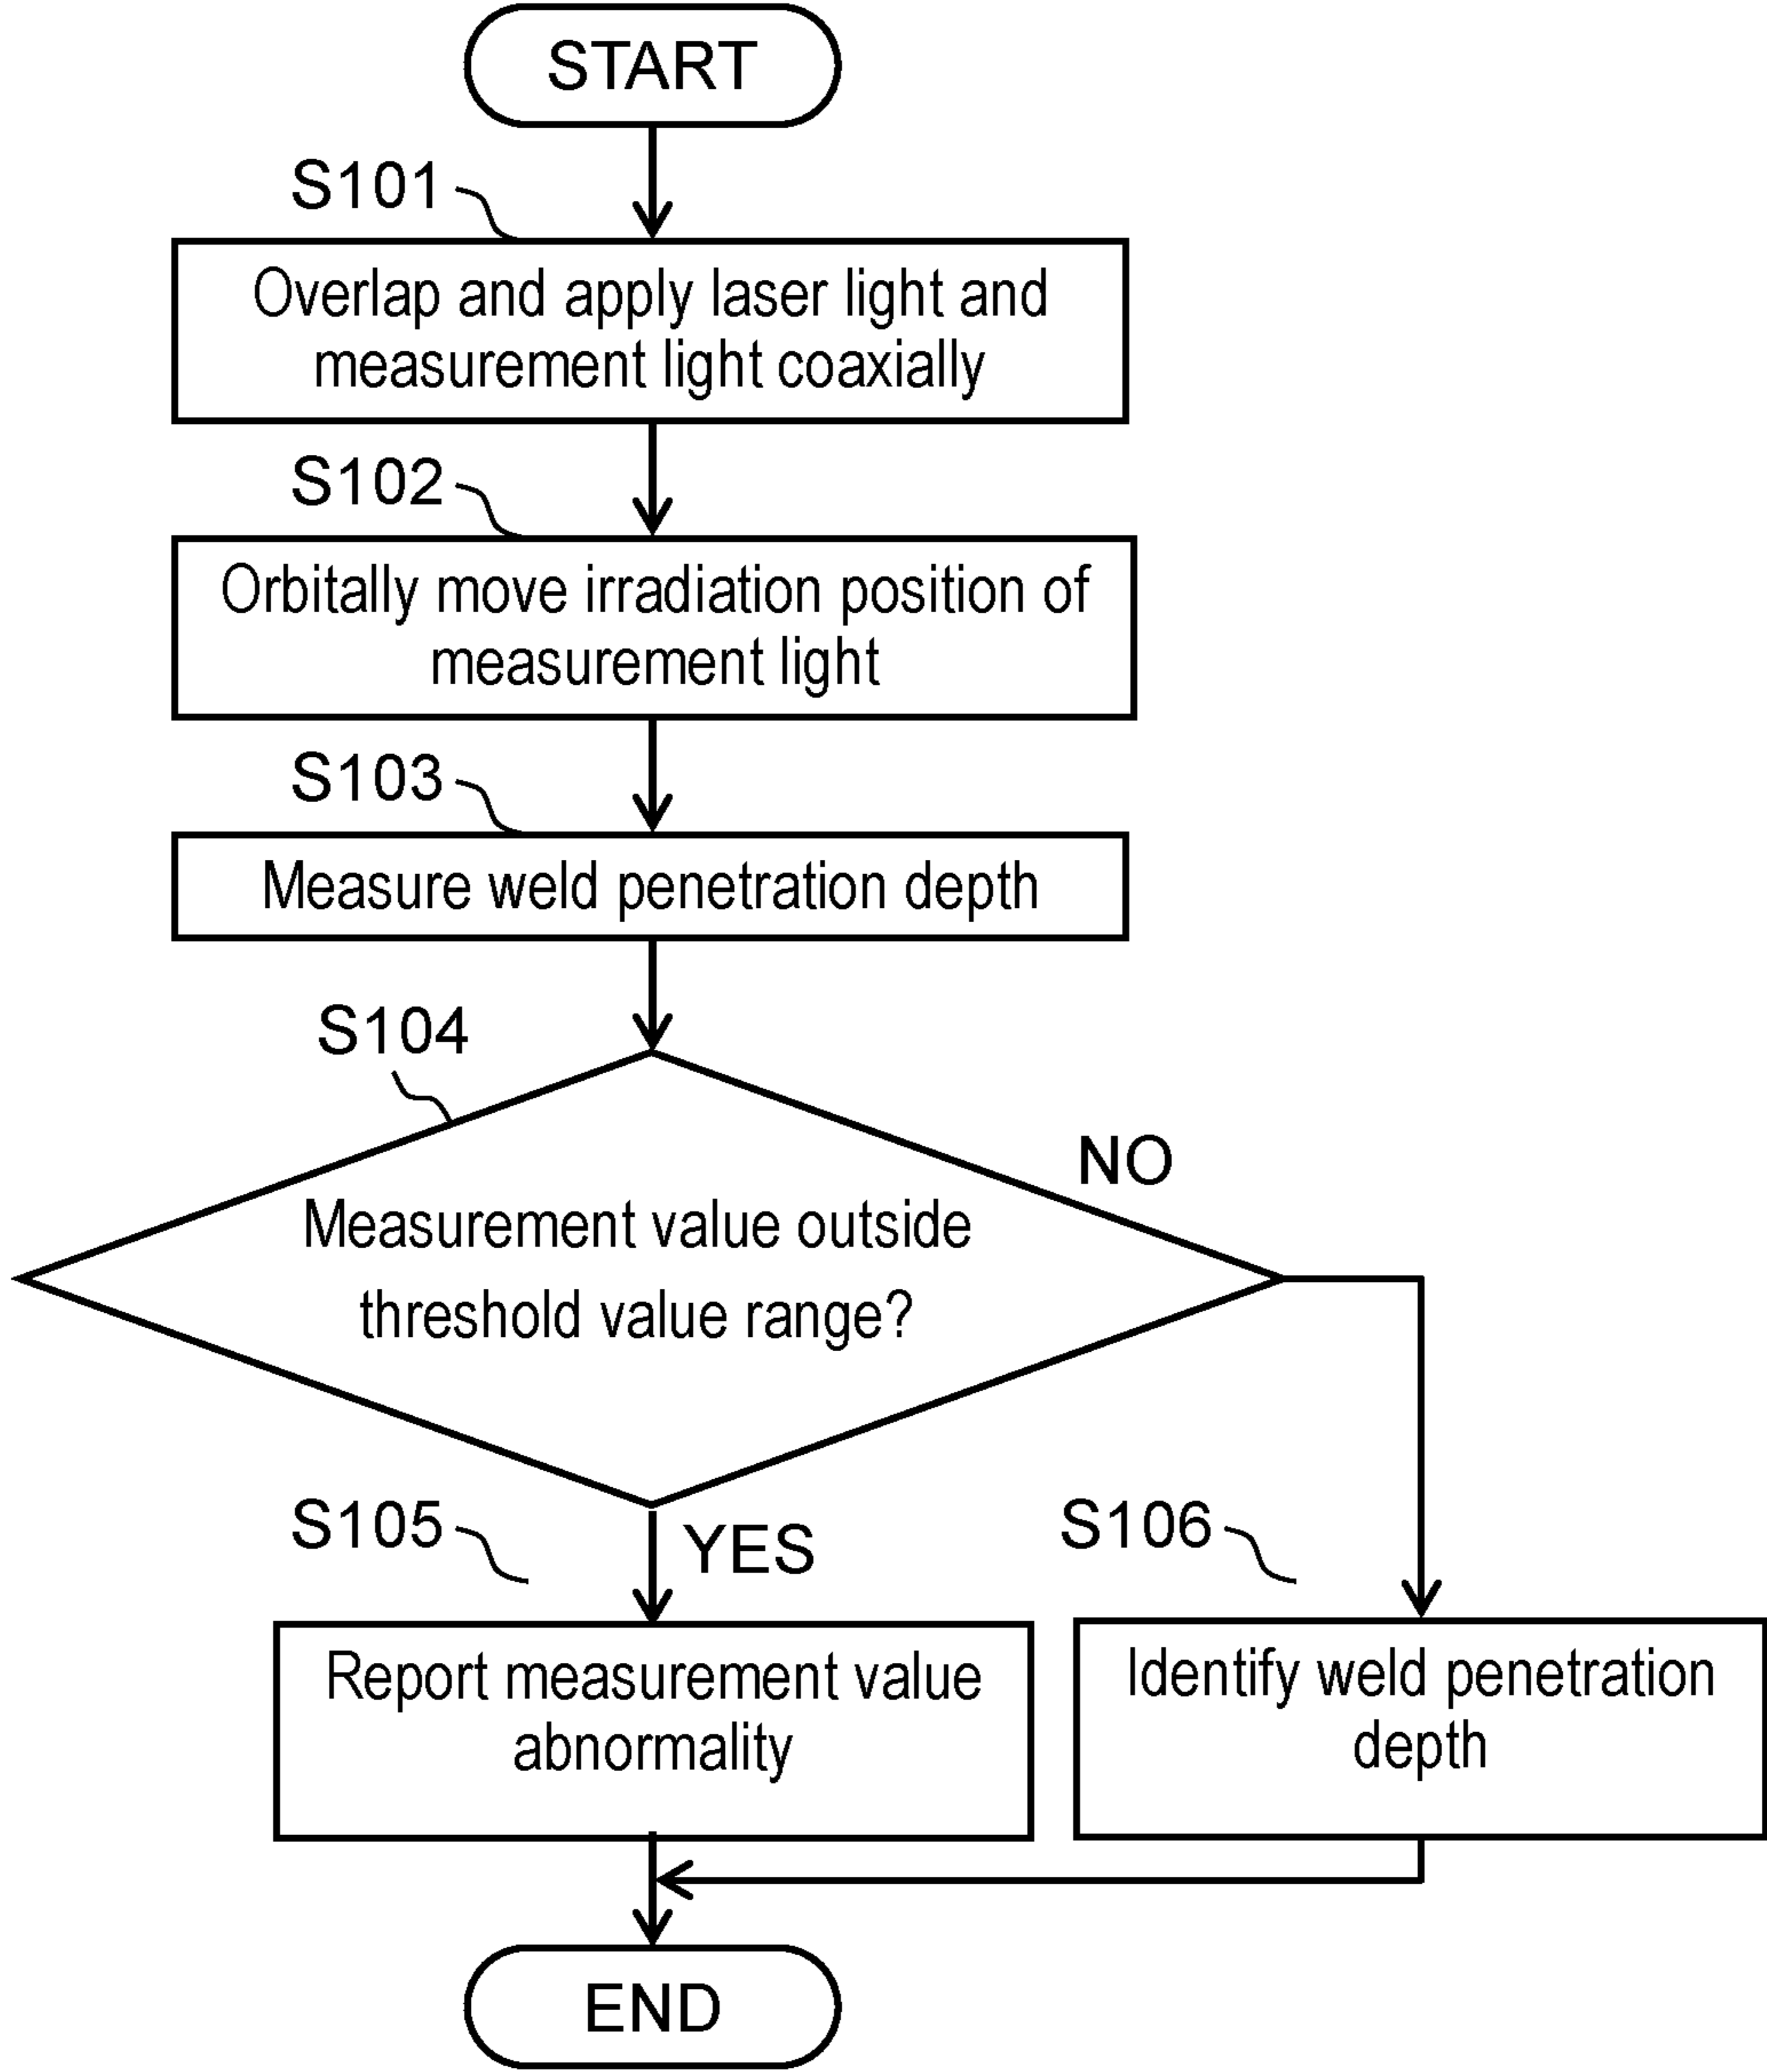 START
S101
Overlap and apply laser light and
measurement light coaxially
S102
Orbitally move irradiation position of
measurement light
S103
Measure weld penetration depth
S104
NO
Measurement value outside
threshold value range?
S105
YES
S106
Report measurement value
abnormality
Identify weld penetration
depth
END